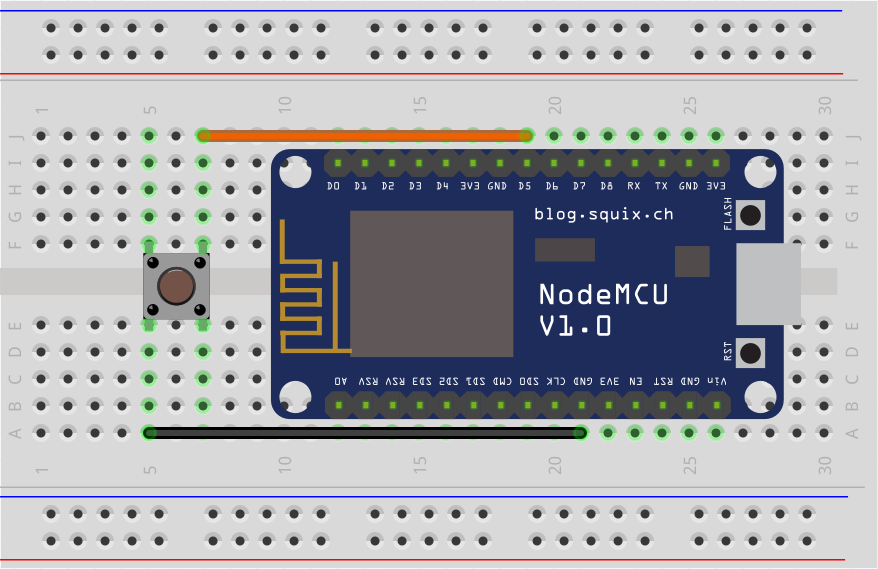 1 5 10 15 20 25 30
J J
I I
H H
G G
F F
D0 D1 D2 D3 D4 3V3 GND D5 D6 D7 D8 RX TX GND 3V3
FLASH
blog.squix.ch
NodeMCU
V1.0
RST
E E
D D
C C
B B
A A
A0 RSV RSV SD3 SD2 SD1 CMD SD0 CLK GND 3V3 EN RST GND Vin
1 5 10 15 20 25 30